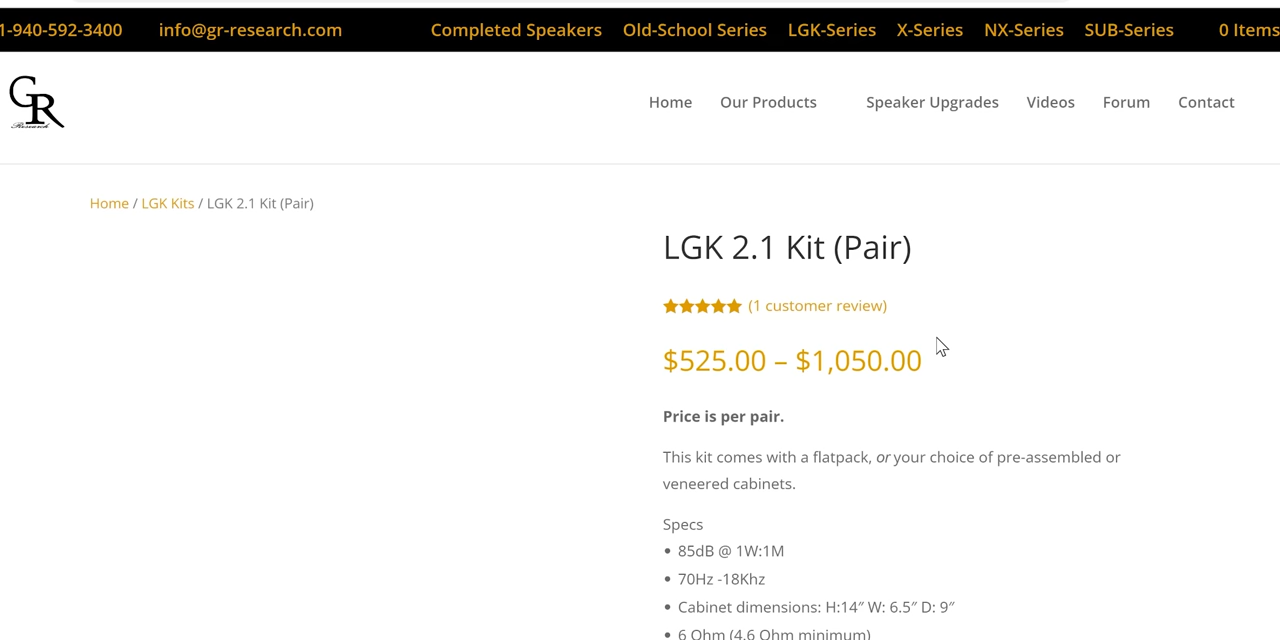 1-940-592-3400 info@gr-research.com Completed Speakers Old-School Series LGK-Series X-Series NX-Series SUB-Series 0 Items
GR
Research
Home Our Products Speaker Upgrades Videos Forum Contact
Home / LGK Kits / LGK 2.1 Kit (Pair)
LGK 2.1 Kit (Pair)
(1 customer review)
$525.00 – $1,050.00
Price is per pair.
This kit comes with a flatpack, or your choice of pre-assembled or
veneered cabinets.
Specs
• 85dB @ 1W:1M
• 70Hz -18Khz
• Cabinet dimensions: H:14″ W: 6.5″ D: 9″
• 6 Ohm (4.6 Ohm minimum)